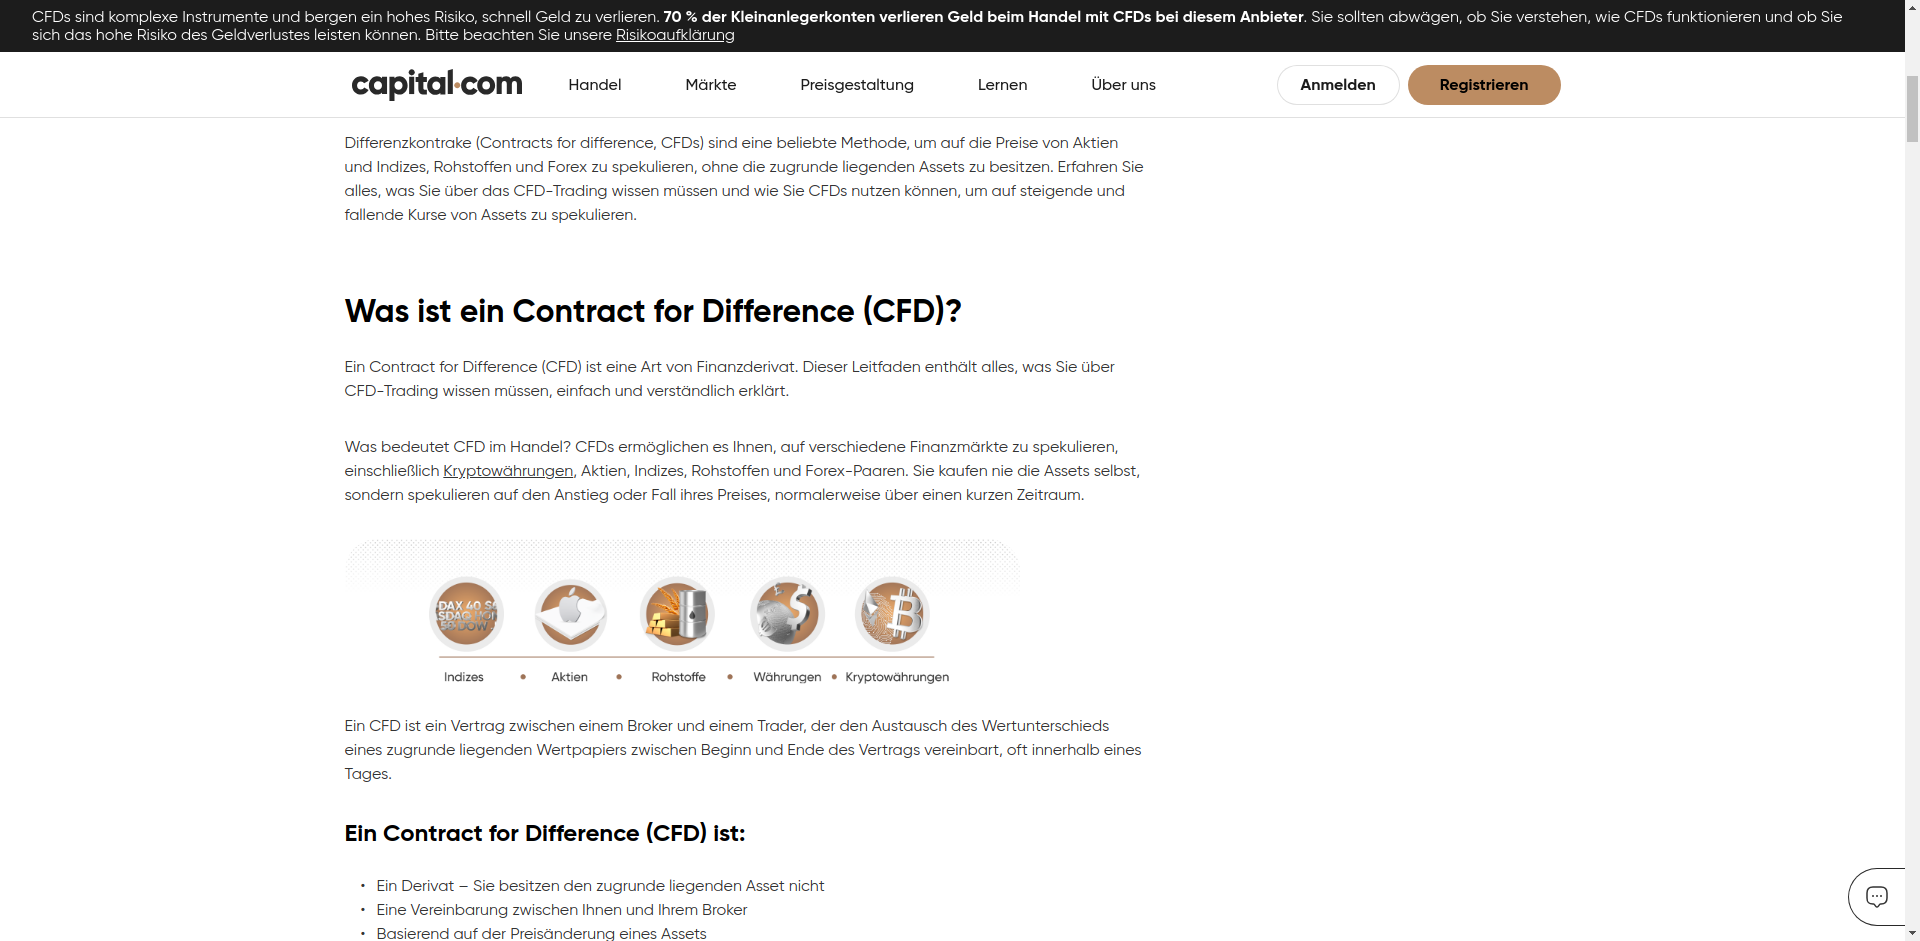 CFDs sind komplexe Instrumente und bergen ein hohes Risiko, schnell Geld zu verlieren. 70 % der Kleinanlegerkonten verlieren Geld beim Handel mit CFDs bei diesem Anbieter. Sie sollten abwägen, ob Sie verstehen, wie CFDs funktionieren und ob Sie
sich das hohe Risiko des Geldverlustes leisten können. Bitte beachten Sie unsere Risikoaufklärung
capital.com Handel Märkte Preisgestaltung Lernen Über uns Anmelden Registrieren
Differenzkontrake (Contracts for difference, CFDs) sind eine beliebte Methode, um auf die Preise von Aktien
und Indizes, Rohstoffen und Forex zu spekulieren, ohne die zugrunde liegenden Assets zu besitzen. Erfahren Sie
alles, was Sie über das CFD-Trading wissen müssen und wie Sie CFDs nutzen können, um auf steigende und
fallende Kurse von Assets zu spekulieren.
Was ist ein Contract for Difference (CFD)?
Ein Contract for Difference (CFD) ist eine Art von Finanzderivat. Dieser Leitfaden enthält alles, was Sie über
CFD-Trading wissen müssen, einfach und verständlich erklärt.
Was bedeutet CFD im Handel? CFDs ermöglichen es Ihnen, auf verschiedene Finanzmärkte zu spekulieren,
einschließlich Kryptowährungen, Aktien, Indizes, Rohstoffen und Forex-Paaren. Sie kaufen nie die Assets selbst,
sondern spekulieren auf den Anstieg oder Fall ihres Preises, normalerweise über einen kurzen Zeitraum.
DAX 40
Indizes • Aktien • Rohstoffe • Währungen • Kryptowährungen
Ein CFD ist ein Vertrag zwischen einem Broker und einem Trader, der den Austausch des Wertunterschieds
eines zugrunde liegenden Wertpapiers zwischen Beginn und Ende des Vertrags vereinbart, oft innerhalb eines
Tages.
Ein Contract for Difference (CFD) ist:
• Ein Derivat – Sie besitzen den zugrunde liegenden Asset nicht
• Eine Vereinbarung zwischen Ihnen und Ihrem Broker
• Basierend auf der Preisänderung eines Assets